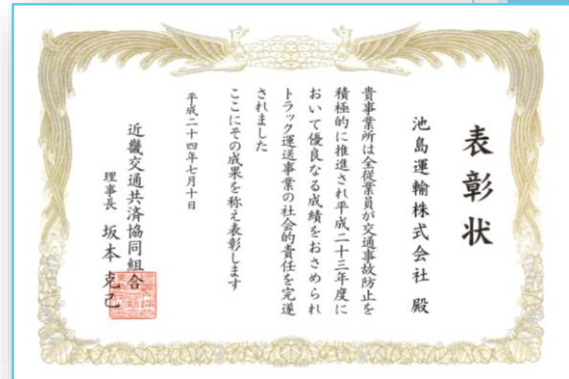 表彰状
池島運輸株式会社 殿
貴事業所は全従業員が交通事故防止を
積極的に推進され平成二十三年度に
おいて優良なる成績をおさめられ
トラック運送事業の社会的責任を完遂
されました
ここにその成果を称え表彰します
平成二十四年七月十日
近畿交通共済協同組合
理事長 坂本克己